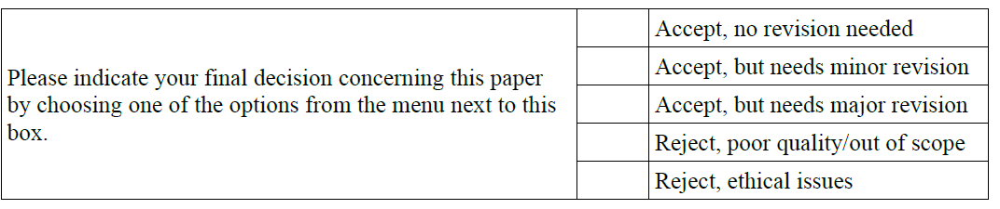 Please indicate your final decision concerning this paper
by choosing one of the options from the menu next to this
box.
Accept, no revision needed
Accept, but needs minor revision
Accept, but needs major revision
Reject, poor quality/out of scope
Reject, ethical issues